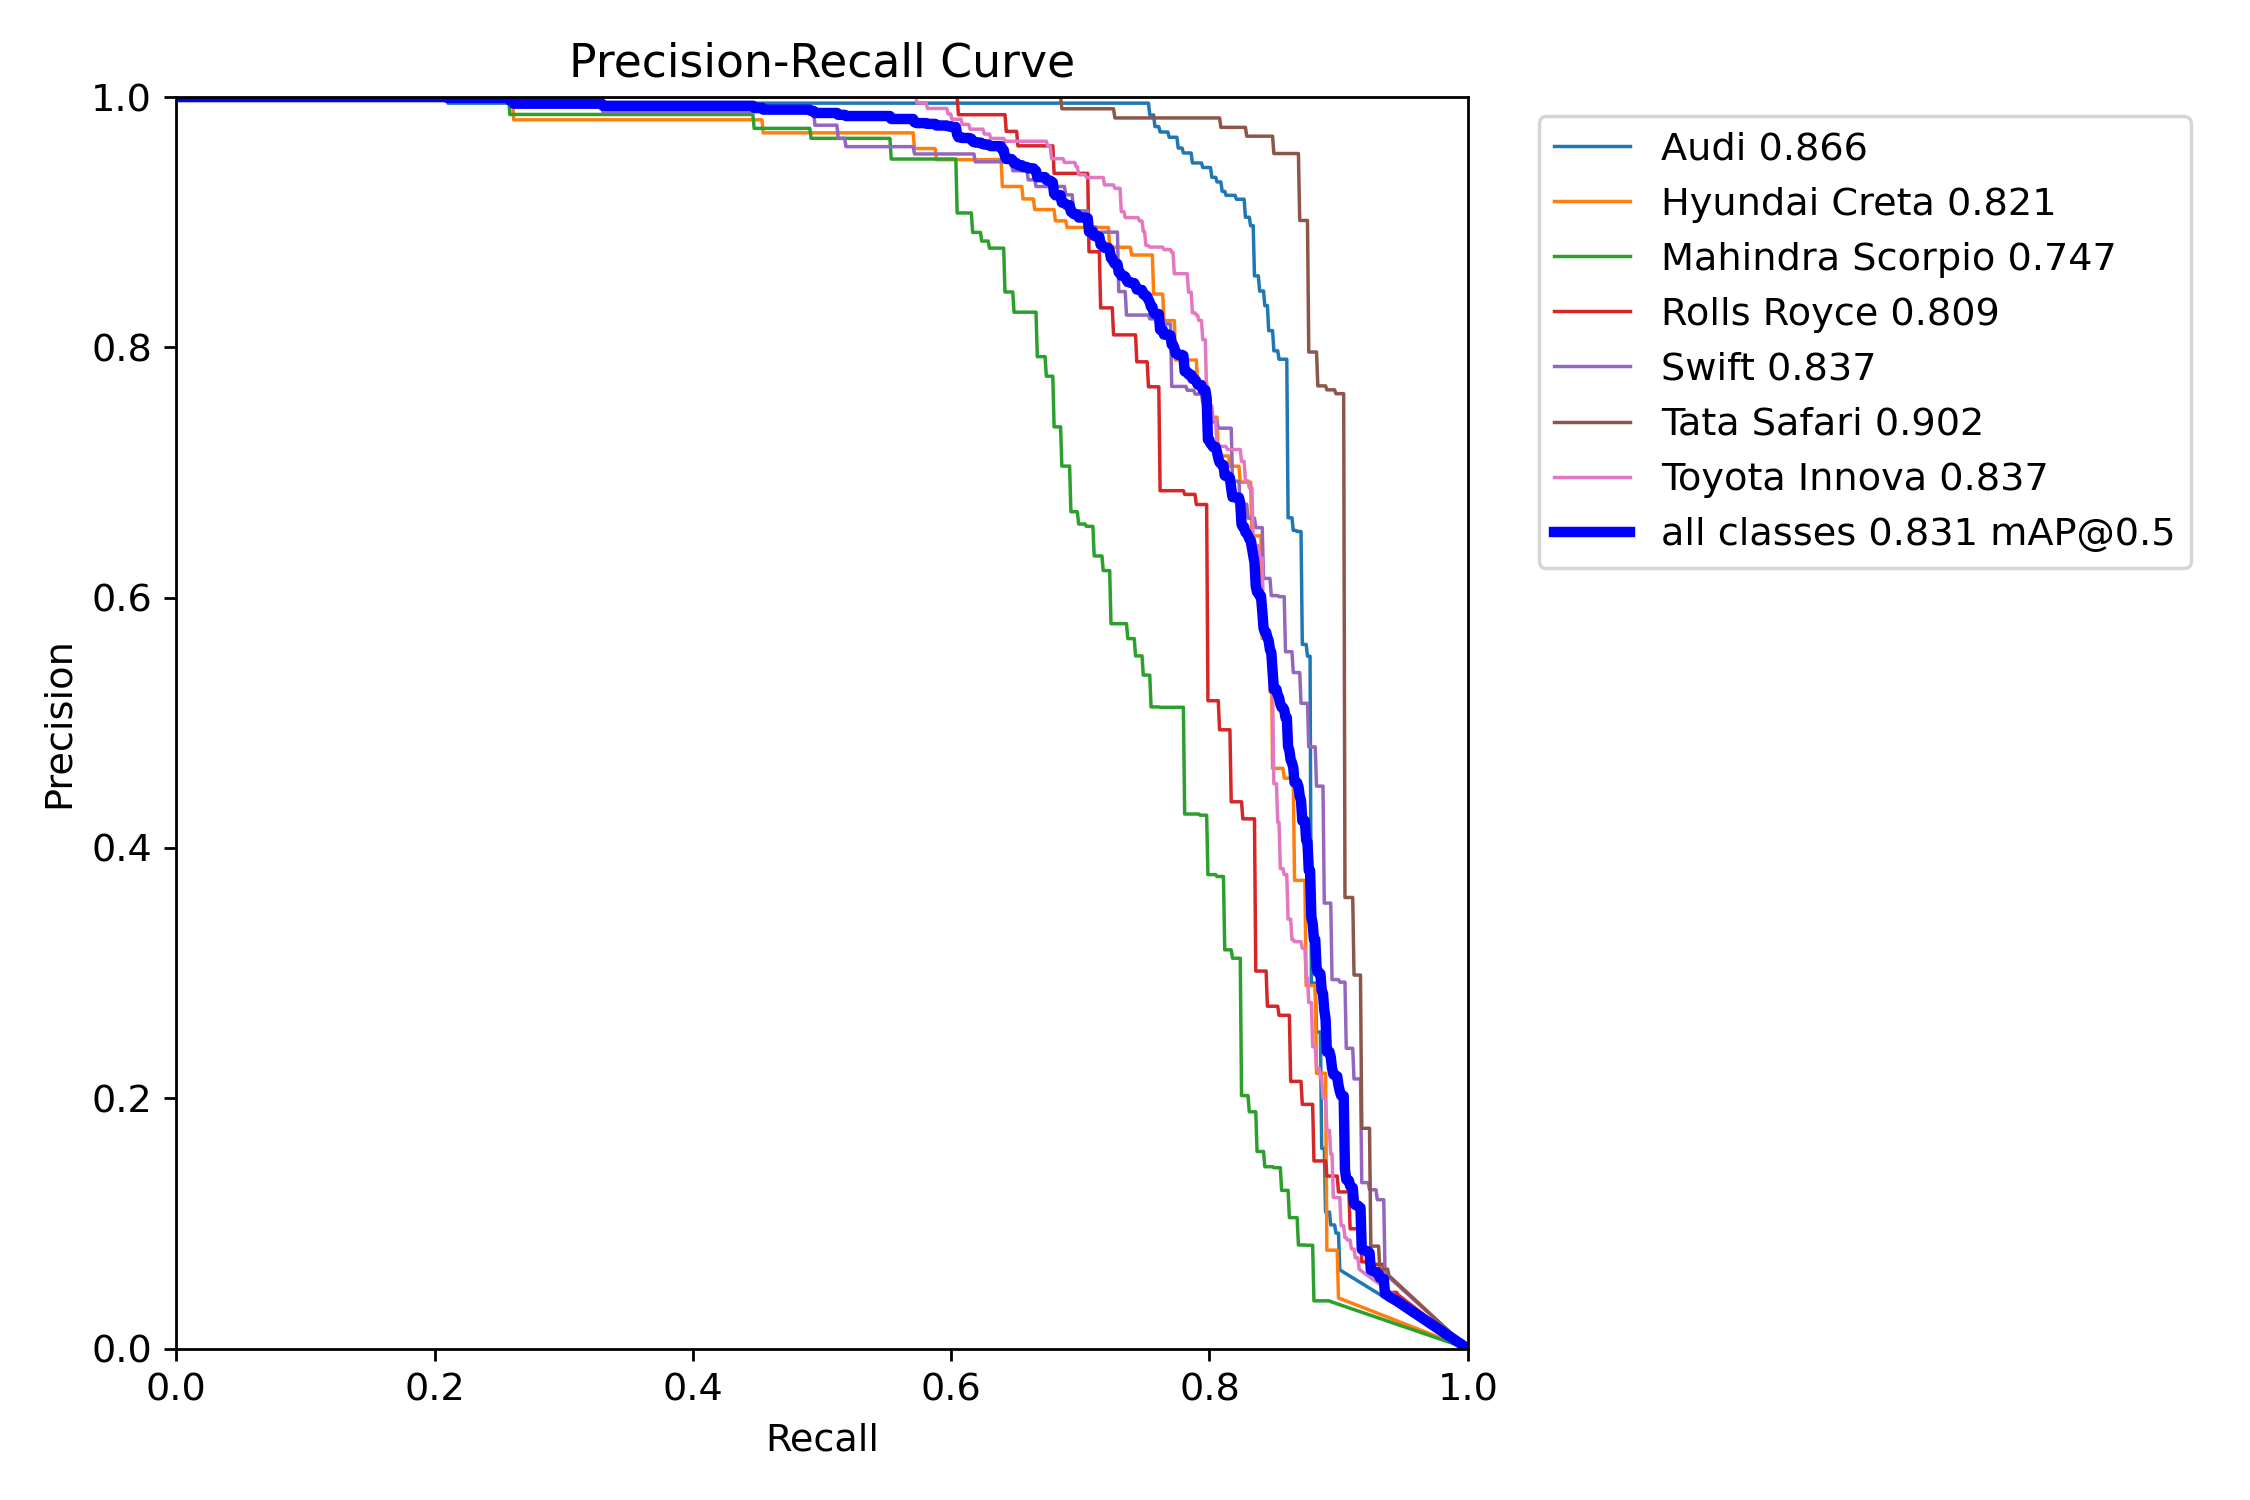 Precision-Recall Curve
1.0
0.8
0.6
0.4
0.2
0.0
Precision
0.0 0.2 0.4 0.6 0.8 1.0
Recall
Audi 0.866
Hyundai Creta 0.821
Mahindra Scorpio 0.747
Rolls Royce 0.809
Swift 0.837
Tata Safari 0.902
Toyota Innova 0.837
all classes 0.831 mAP@0.5